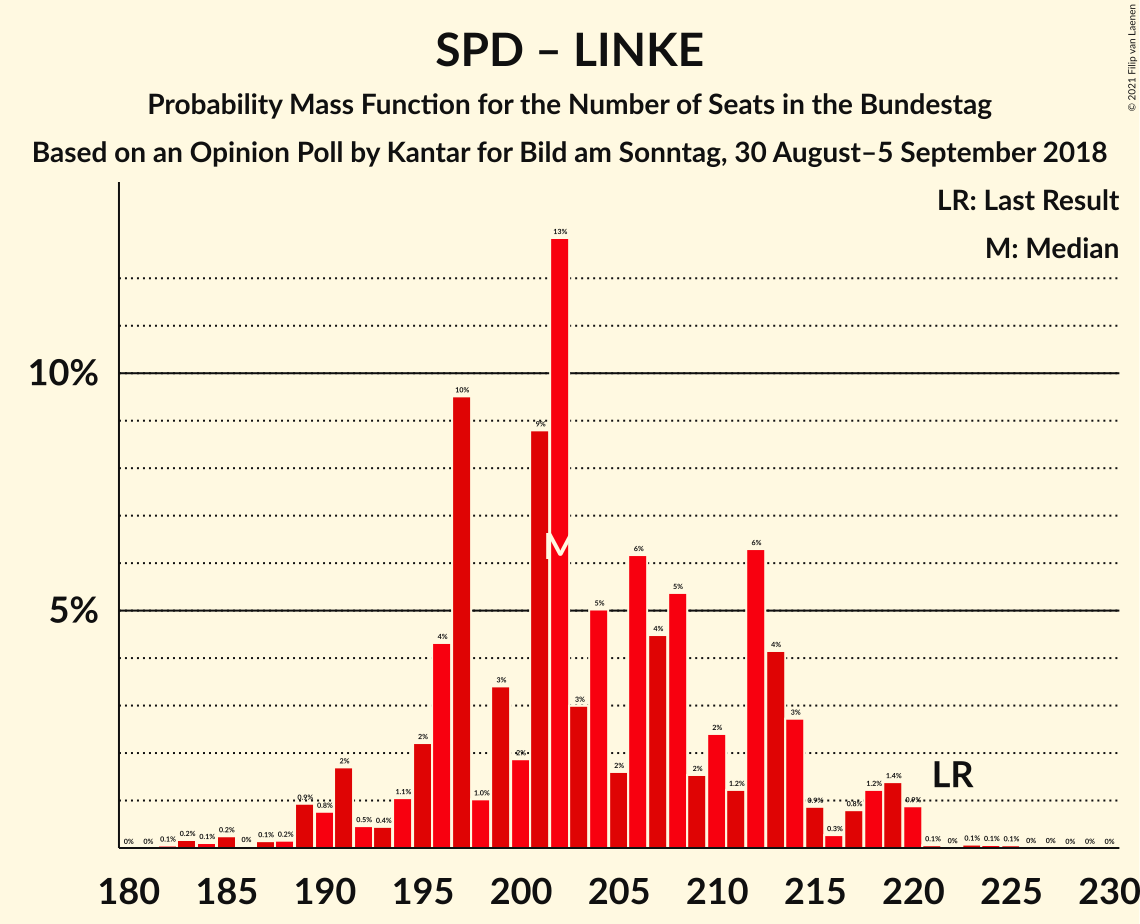 © 2021 Filip van Laenen
SPD – LINKE
Probability Mass Function for the Number of Seats in the Bundestag
Based on an Opinion Poll by Kantar for Bild am Sonntag, 30 August–5 September 2018
LR: Last Result
M: Median
10%
5%
0% 0% 0.1% 0.2% 0.1% 0.2% 0% 0.1% 0.2% 0.9% 0.8% 2% 0.5% 0.4% 1.1% 2% 4% 10% 1.0% 3% 2% 9% 13% 3% 5% 2% 6% 4% 5% 2% 2% 1.2% 6% 4% 3% 0.9% 0.3% 0.8% 1.2% 1.4% 0.9% 0.1% 0% 0.1% 0.1% 0.1% 0% 0% 0% 0% 0%
M
LR
180 185 190 195 200 205 210 215 220 225 230